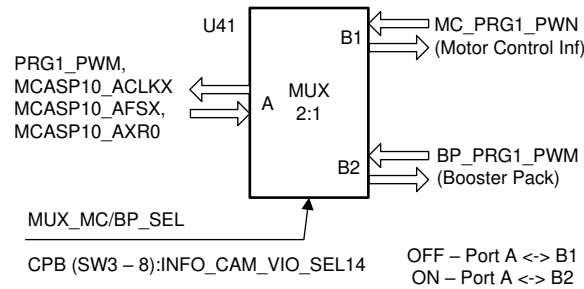 U41
B1
MC_PRG1_PWN
(Motor Control Inf)
PRG1_PWM,
MCASP10_ACLKX
MCASP10_AFSX,
MCASP10_AXR0
A
MUX
2:1
B2
BP_PRG1_PWM
(Booster Pack)
MUX_MC/BP_SEL
CPB (SW3 – 8):INFO_CAM_VIO_SEL14
OFF – Port A <-> B1
ON – Port A <-> B2